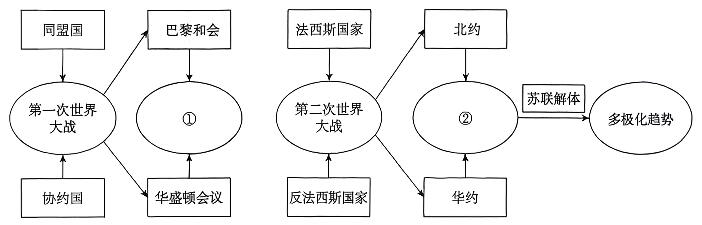 同盟国
巴黎和会
法西斯国家
北约
第一次世界
大战
①
第二次世界
大战
②
苏联解体
多极化趋势
协约国
华盛顿会议
反法西斯国家
华约